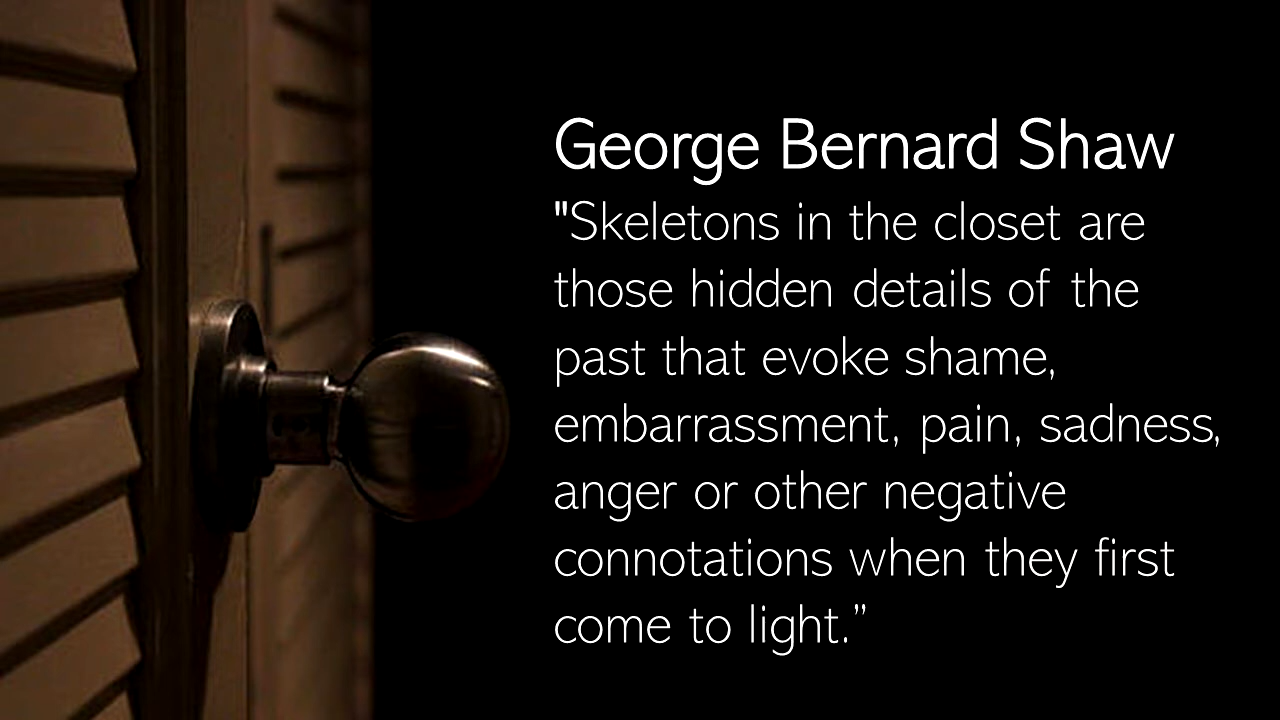 George Bernard Shaw
"Skeletons in the closet are
those hidden details of the
past that evoke shame,
embarrassment, pain, sadness,
anger or other negative
connotations when they first
come to light.”